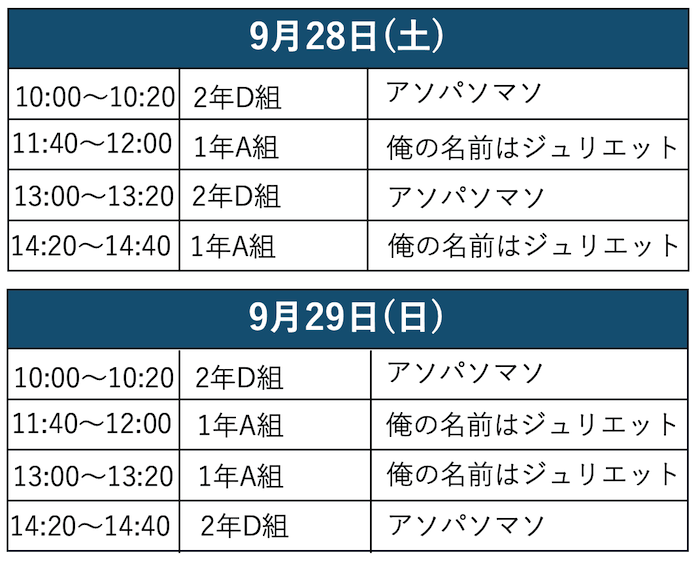 9月28日(土)
10:00〜10:20 2年D組 アソパソマソ
11:40〜12:00 1年A組 俺の名前はジュリエット
13:00〜13:20 2年D組 アソパソマソ
14:20〜14:40 1年A組 俺の名前はジュリエット
9月29日(日)
10:00〜10:20 2年D組 アソパソマソ
11:40〜12:00 1年A組 俺の名前はジュリエット
13:00〜13:20 1年A組 俺の名前はジュリエット
14:20〜14:40 2年D組 アソパソマソ